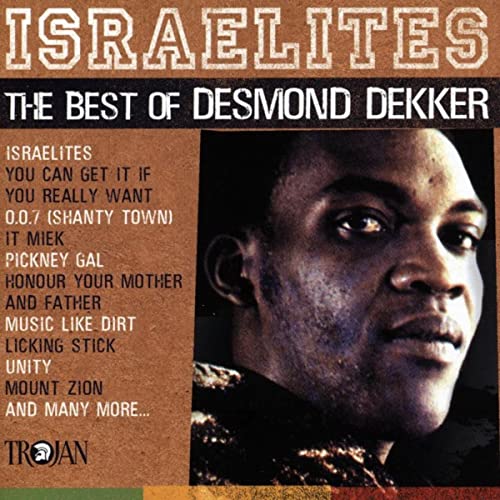 ISRAELITES
THE BEST OF DESMOND DEKKER
ISRAELITES
YOU CAN GET IT IF
YOU REALLY WANT
0.0.7 (SHANTY TOWN)
IT MIEK
PICKNEY GAL
HONOUR YOUR MOTHER
AND FATHER
MUSIC LIKE DIRT
LICKING STICK
UNITY
MOUNT ZION
AND MANY MORE...
TROJAN